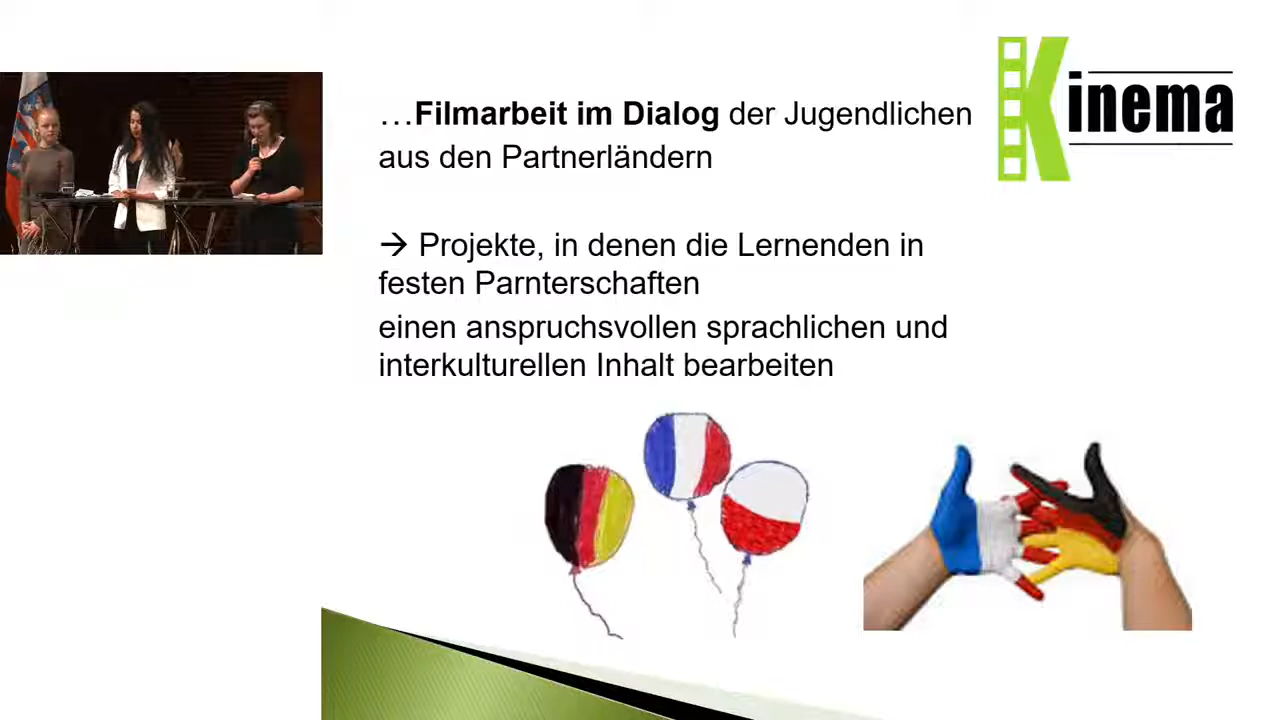 Kinema
…Filmarbeit im Dialog der Jugendlichen
aus den Partnerländern
→ Projekte, in denen die Lernenden in
festen Parnterschaften
einen anspruchsvollen sprachlichen und
interkulturellen Inhalt bearbeiten